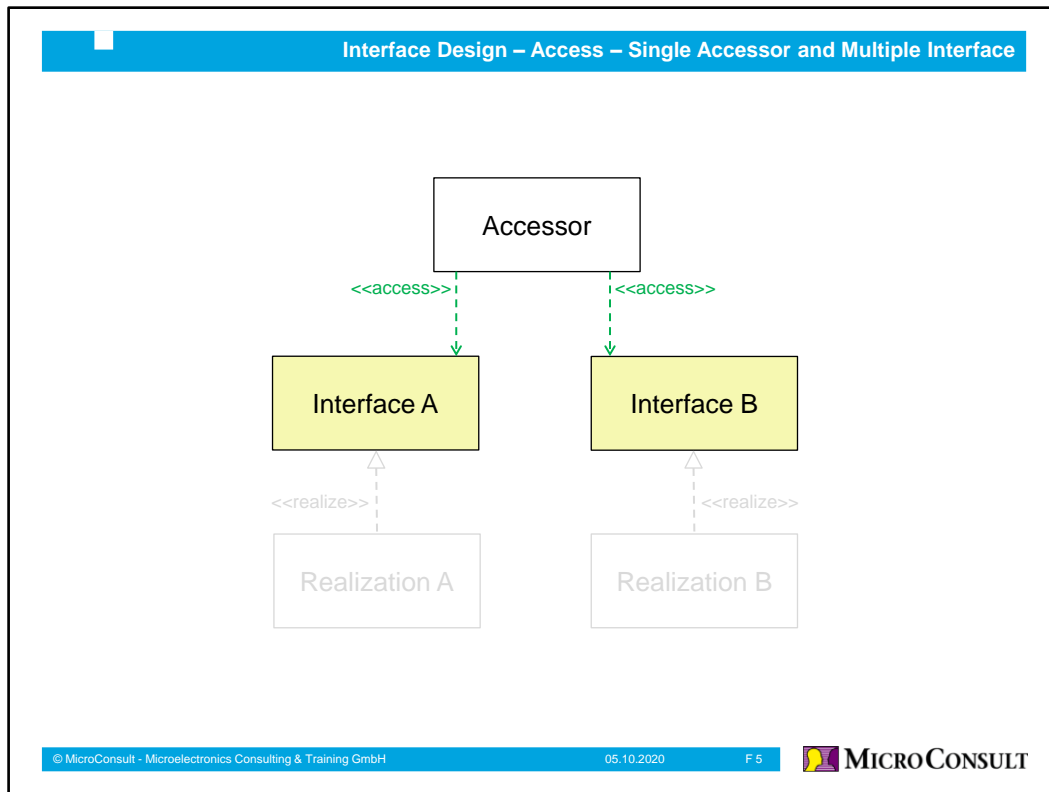 Interface Design – Access – Single Accessor and Multiple Interface
Accessor
<<access>> <<access>>
Interface A Interface B
<<realize>> <<realize>>
Realization A Realization B
© MicroConsult - Microelectronics Consulting & Training GmbH 05.10.2020 F 5 MICROCONSULT